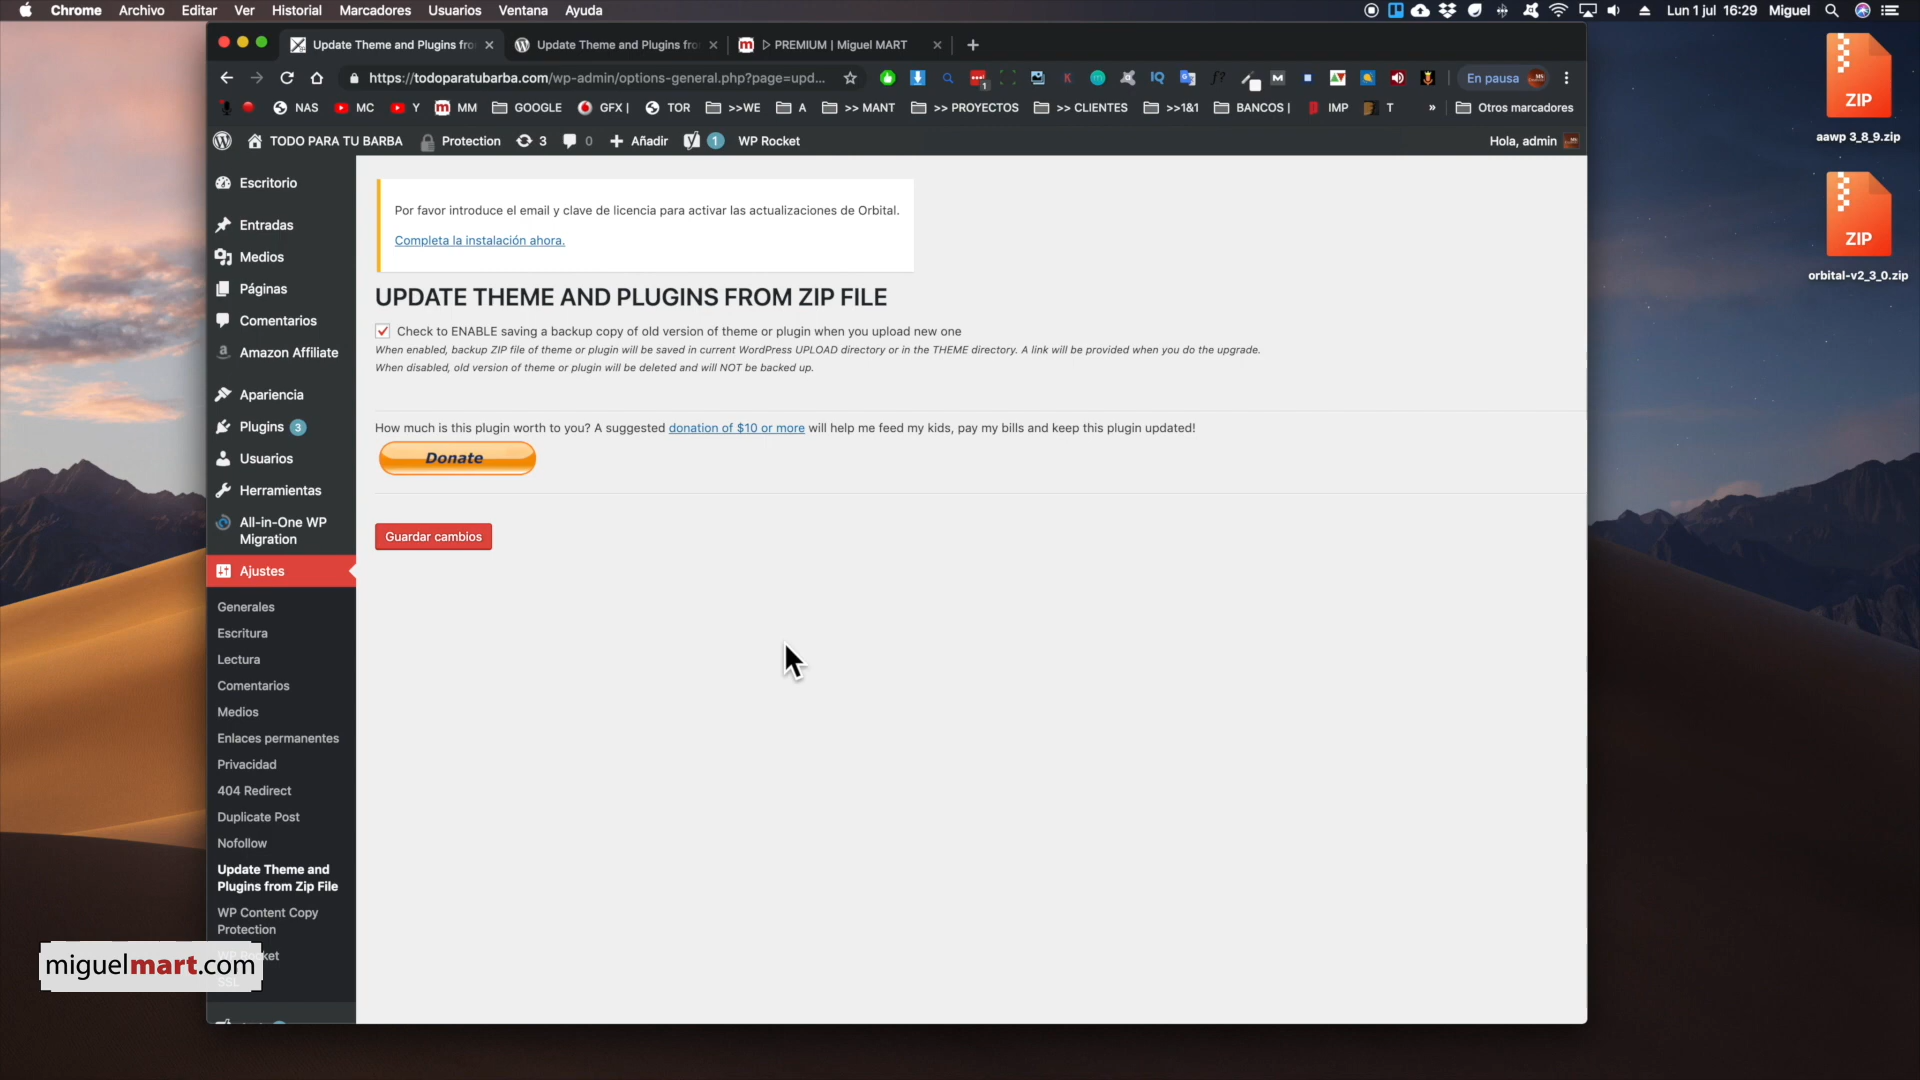 Chrome Archivo Editar Ver Historial Marcadores Usuarios Ventana Ayuda
Lun 1 jul 16:29 Miguel
Update Theme and Plugins fro
Update Theme and Plugins fro
PREMIUM | Miguel MART
https://todoparatubarba.com/wp-admin/options-general.php?page=upd...
En pausa
NAS MC Y MM GOOGLE GFX | TOR >>WE A >> MANT >> PROYECTOS >> CLIENTES >>1&1 BANCOS | IMP T » Otros marcadores
TODO PARA TU BARBA Protection 3 0 Añadir 1 WP Rocket
Hola, admin
Escritorio
Entradas
Medios
Páginas
Comentarios
Amazon Affiliate
Apariencia
Plugins 3
Usuarios
Herramientas
All-in-One WP
Migration
Ajustes
Generales
Escritura
Lectura
Comentarios
Medios
Enlaces permanentes
Privacidad
404 Redirect
Duplicate Post
Nofollow
Update Theme and
Plugins from Zip File
WP Content Copy
Protection
WP Rocket
SSL
Por favor introduce el email y clave de licencia para activar las actualizaciones de Orbital.
Completa la instalación ahora.
UPDATE THEME AND PLUGINS FROM ZIP FILE
Check to ENABLE saving a backup copy of old version of theme or plugin when you upload new one
When enabled, backup ZIP file of theme or plugin will be saved in current WordPress UPLOAD directory or in the THEME directory. A link will be provided when you do the upgrade.
When disabled, old version of theme or plugin will be deleted and will NOT be backed up.
How much is this plugin worth to you? A suggested donation of $10 or more will help me feed my kids, pay my bills and keep this plugin updated!
Donate
Guardar cambios
ZIP
aawp 3_8_9.zip
ZIP
orbital-v2_3_0.zip
miguelmart.com